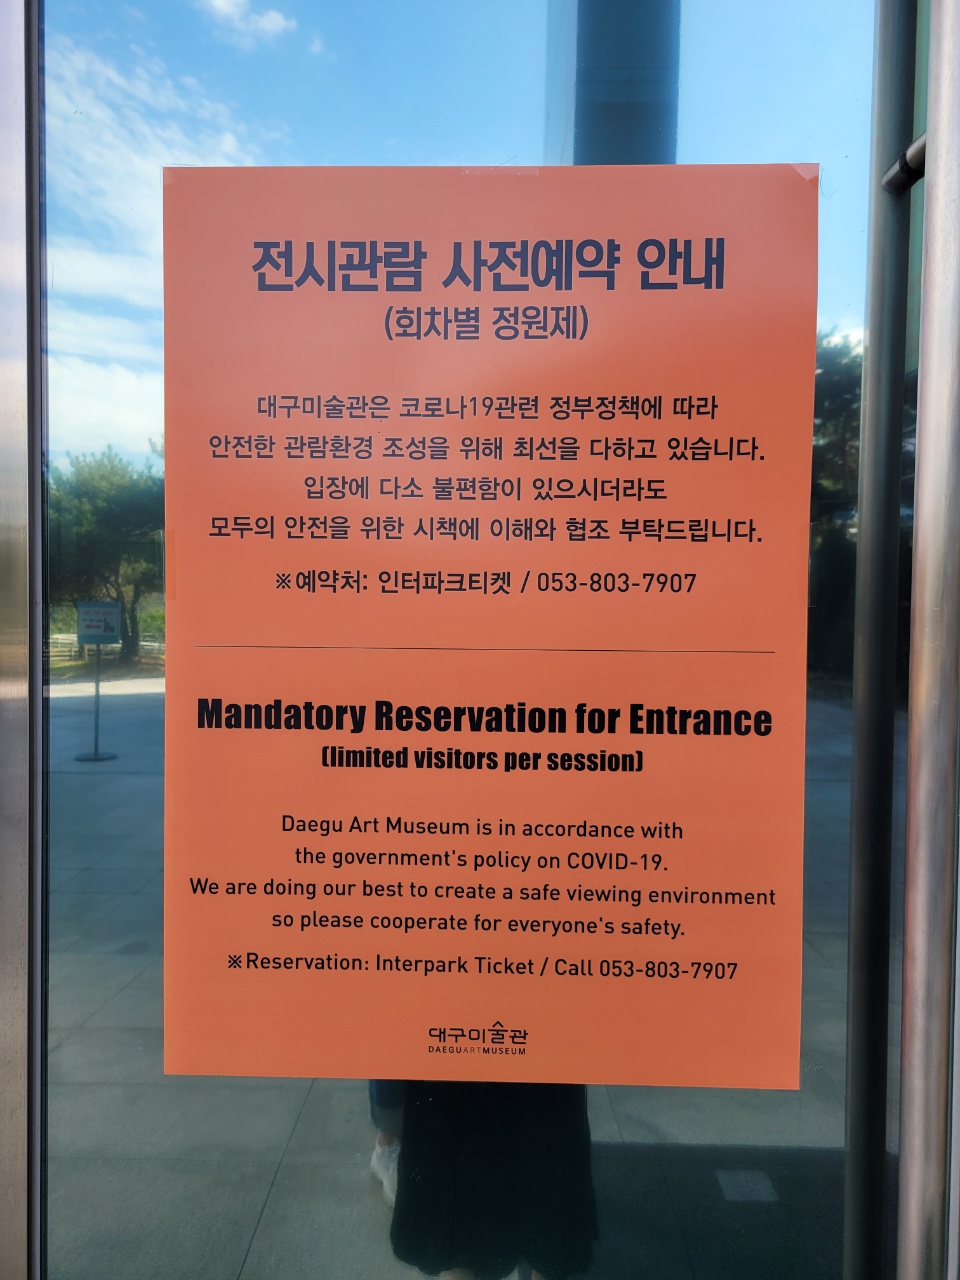 전시관람 사전예약 안내
(회차별 정원제)
대구미술관은 코로나19관련 정부정책에 따라
안전한 관람환경 조성을 위해 최선을 다하고 있습니다.
입장에 다소 불편함이 있으시더라도
모두의 안전을 위한 시책에 이해와 협조 부탁드립니다.
※예약처: 인터파크티켓 / 053-803-7907
Mandatory Reservation for Entrance
(limited visitors per session)
Daegu Art Museum is in accordance with
the government's policy on COVID-19.
We are doing our best to create a safe viewing environment
so please cooperate for everyone's safety.
※Reservation: Interpark Ticket / Call 053-803-7907
대구미술관
DAEGUARTMUSEUM